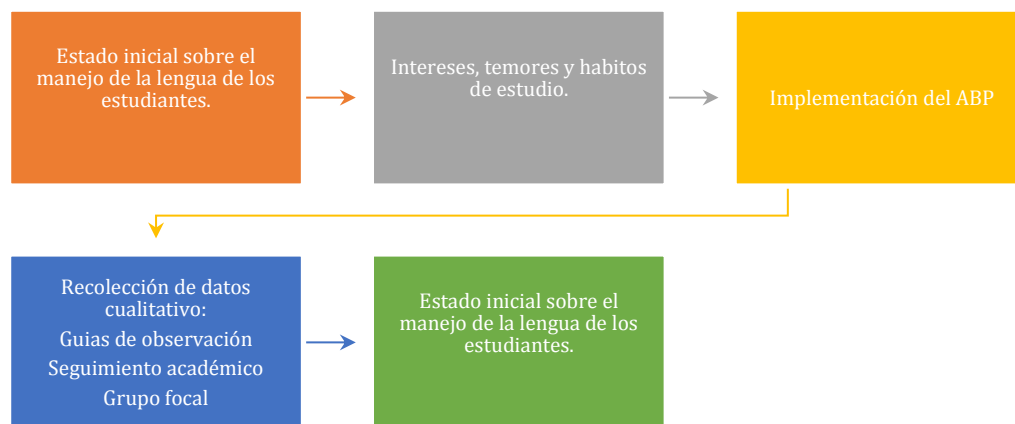 Estado inicial sobre el
manejo de la lengua de los
estudiantes.
Intereses, temores y habitos
de estudio.
Implementación del ABP
Recolección de datos
cualitativo:
Guias de observación
Seguimiento académico
Grupo focal
Estado inicial sobre el
manejo de la lengua de los
estudiantes.